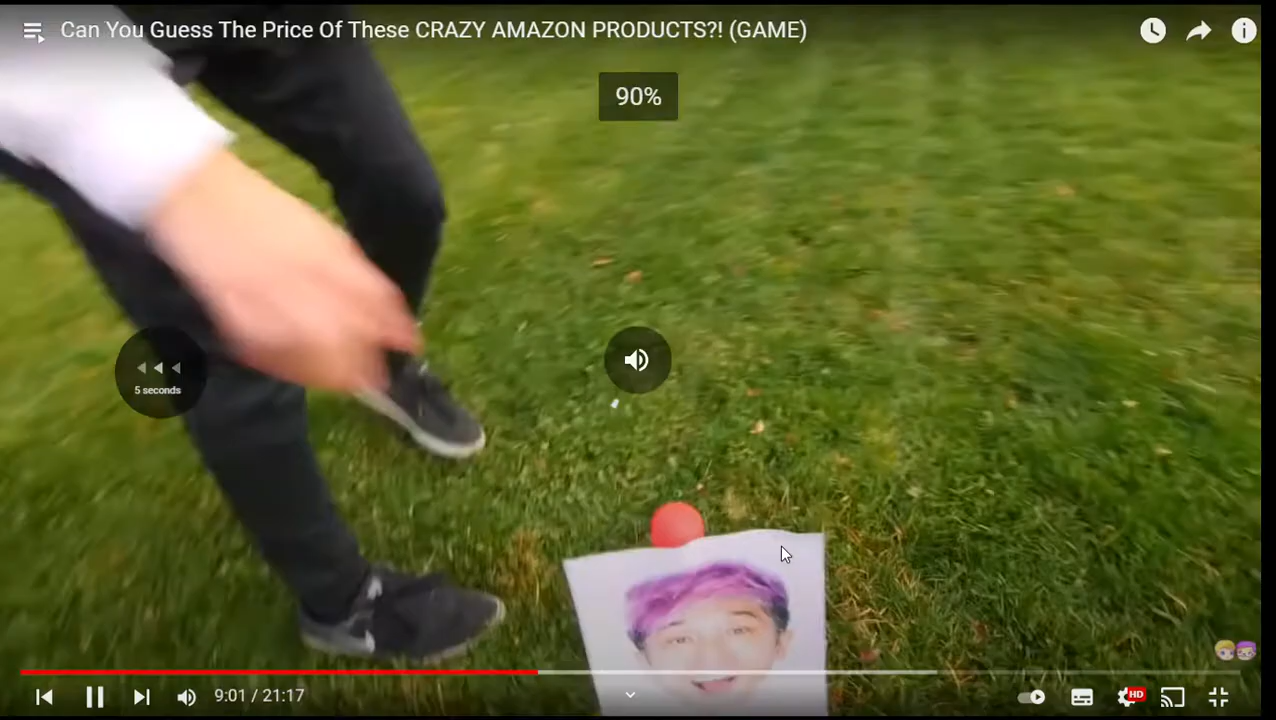 Can You Guess The Price Of These CRAZY AMAZON PRODUCTS?! (GAME)
90%
5 seconds
9:01 / 21:17
HD